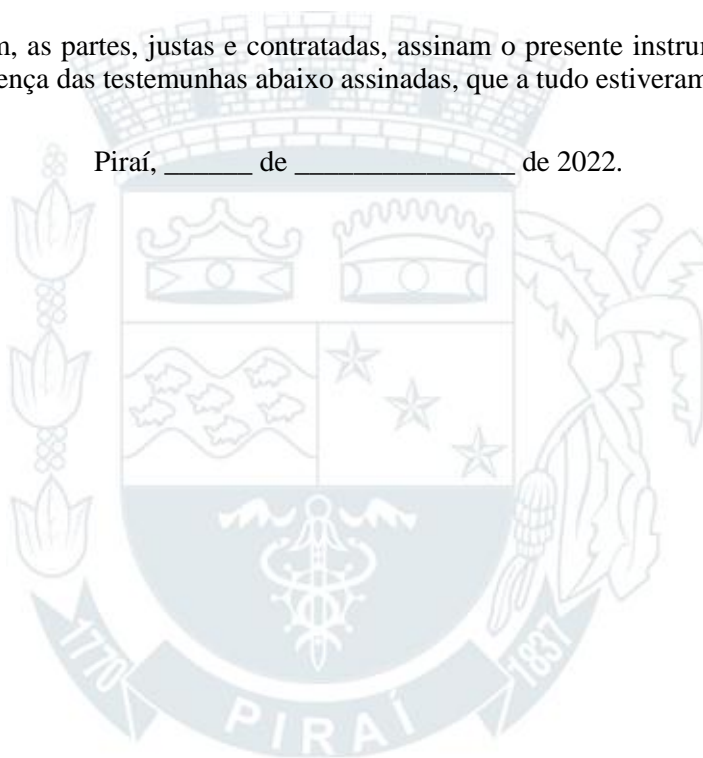 m, as partes, justas e contratadas, assinam o presente
ença das testemunhas abaixo assinadas, que a tudo estiveram
Piraí, ______ de _______________ de 2022.
1770 PIRAÍ 1837